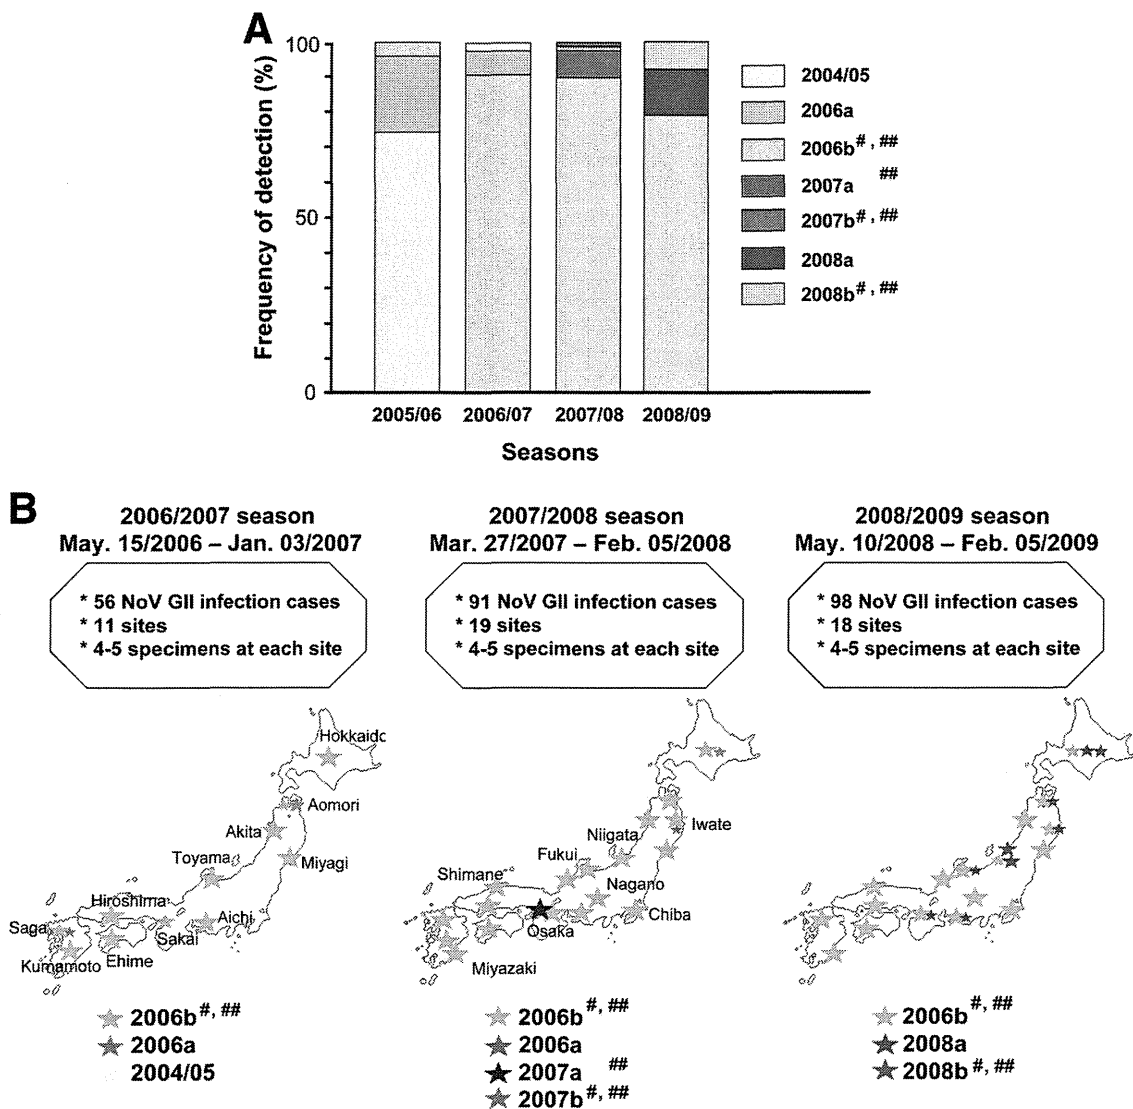 A
100
50
0
Frequency of detection (%)
2005/06 2006/07 2007/08 2008/09
Seasons
2004/05
2006a
2006b#, ##
2007a ##
2007b#, ##
2008a
2008b#, ##
B
2006/2007 season
May. 15/2006 – Jan. 03/2007
* 56 NoV GII infection cases
* 11 sites
* 4-5 specimens at each site
Hokkaido
Aomori
Akita
Miyagi
Toyama
Hiroshima
Aichi
Saga
Sakai
Kumamoto
Ehime
2006b#, ##
2006a
2004/05
2007/2008 season
Mar. 27/2007 – Feb. 05/2008
* 91 NoV GII infection cases
* 19 sites
* 4-5 specimens at each site
Iwate
Niigata
Fukui
Shimane
Nagano
Chiba
Osaka
Miyazaki
2006b#, ##
2006a
2007a ##
2007b#, ##
2008/2009 season
May. 10/2008 – Feb. 05/2009
* 98 NoV GII infection cases
* 18 sites
* 4-5 specimens at each site
2006b#, ##
2008a
2008b#, ##